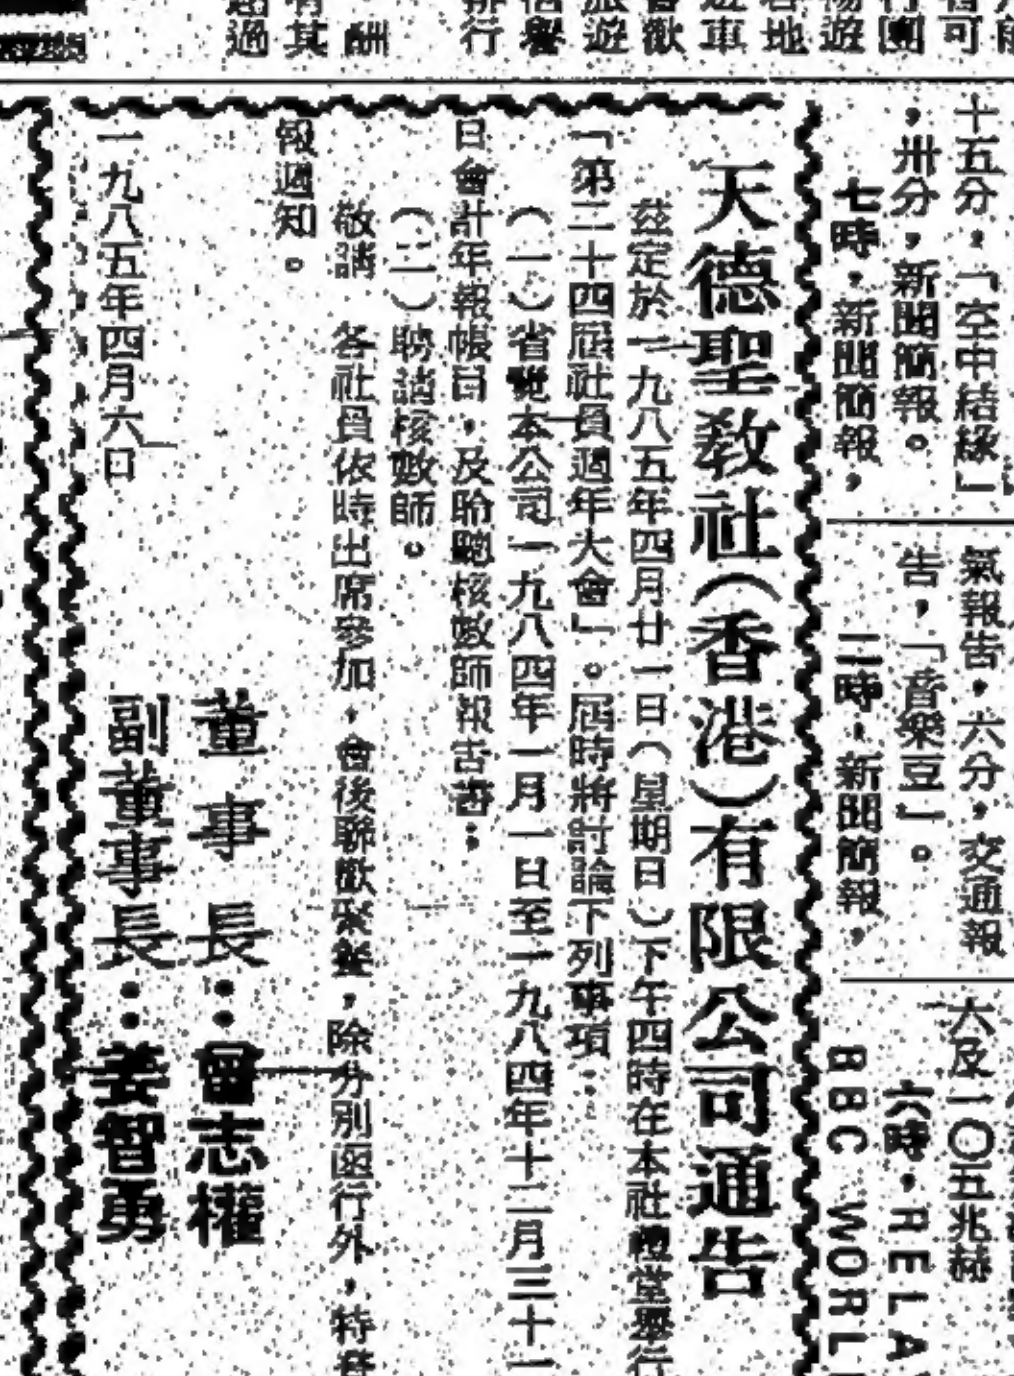 十五分，「空中結緣」
，卅分，新聞簡報。
七時，新聞簡報，
氣報告，六分，交通報
告，「音樂豆」。
二時，新聞簡報，
六及一〇五兆赫
六時，RELA
BBC WORL
天德聖教社（香港）有限公司通告
茲定於一九八五年四月廿一日（星期日）下午四時在本社禮堂舉行
「第二十四屆社員週年大會」。屆時將討論下列事項：
（一）省覽本公司一九八四年一月一日至一九八四年十二月三十一
日會計年報帳目，及聆聽核數師報告書；
（二）聘請核數師。
敬請 各社員依時出席參加，會後聯歡聚餐，除分別函行外，特登
報週知。
董事長：曾志權
副董事長：姜智勇
一九八五年四月六日